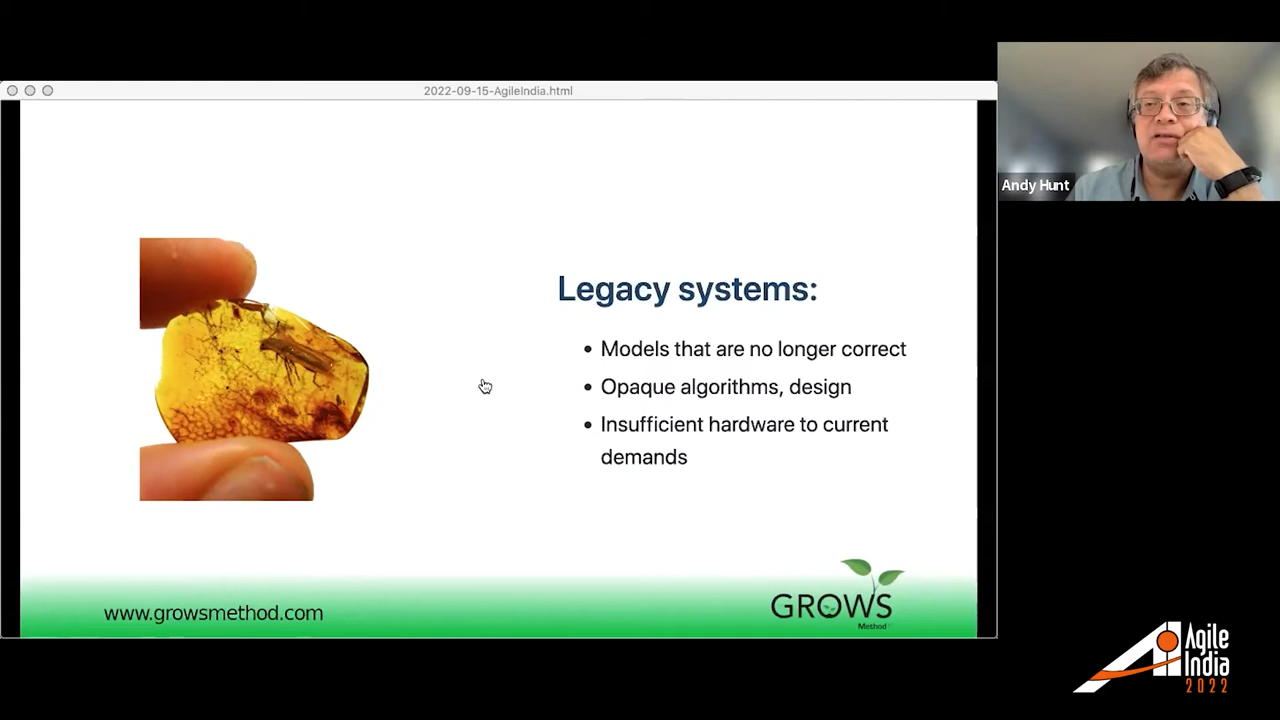 2022-09-15-AgileIndia.html
Andy Hunt
Legacy systems:
• Models that are no longer correct
• Opaque algorithms, design
• Insufficient hardware to current
demands
www.growsmethod.com
GROWS
Method
Agile
India
2022